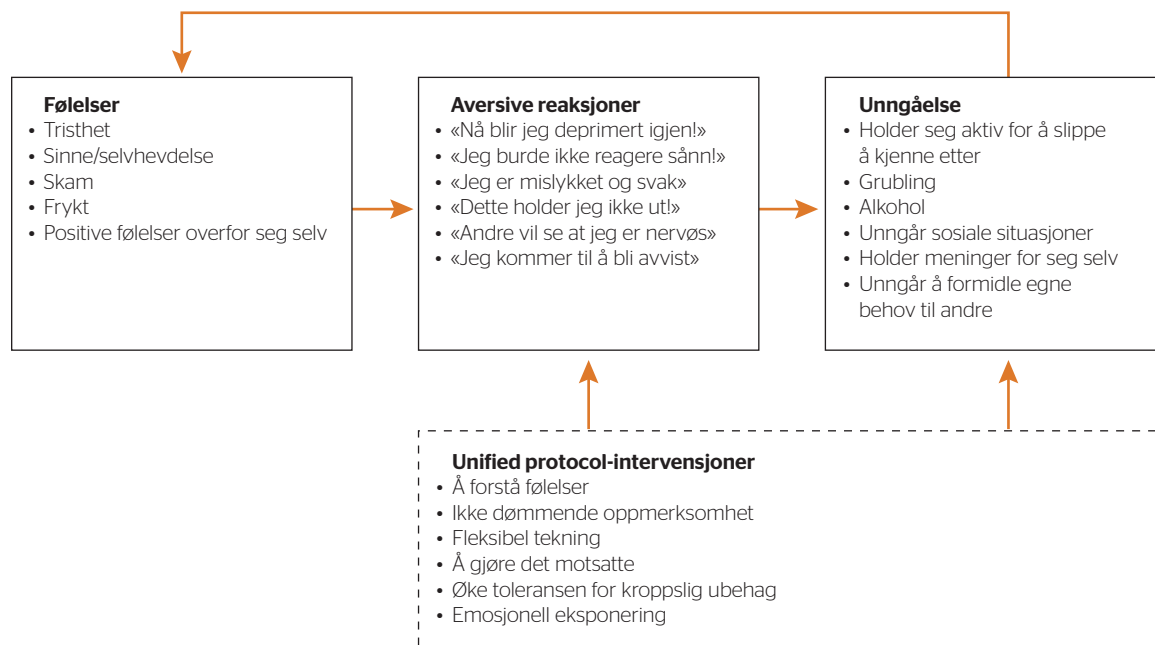 Følelser
• Tristhet
• Sinne/selvhevdelse
• Skam
• Frykt
• Positive følelser overfor seg selv
Aversive reaksjoner
• «Nå blir jeg deprimert igjen!»
• «Jeg burde ikke reagere sånn!»
• «Jeg er mislykket og svak»
• «Dette holder jeg ikke ut!»
• «Andre vil se at jeg er nervøs»
• «Jeg kommer til å bli avvist»
Unngåelse
• Holder seg aktiv for å slippe
å kjenne etter
• Grubling
• Alkohol
• Unngår sosiale situasjoner
• Holder meninger for seg selv
• Unngår å formidle egne
behov til andre
Unified protocol-intervensjoner
• Å forstå følelser
• Ikke dømmende oppmerksomhet
• Fleksibel tekning
• Å gjøre det motsatte
• Øke toleransen for kroppslig ubehag
• Emosjonell eksponering